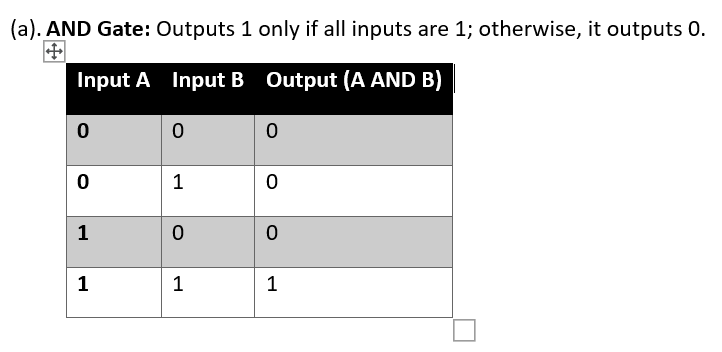 (a). AND Gate: Outputs 1 only if all inputs are 1; otherwise, it outputs 0.
Input A Input B Output (A AND B)
0 0 0
0 1 0
1 0 0
1 1 1